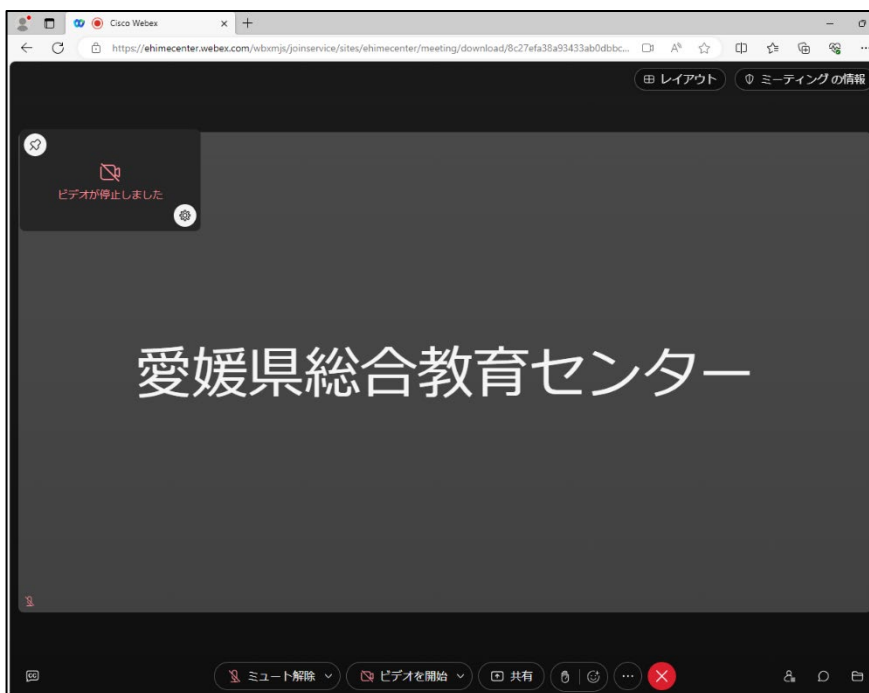 Cisco Webex
https://ehimecenter.webex.com/wbxmjs/joinservice/sites/ehimecenter/meeting/download/8c27efa38a93433ab0dbbc...
レイアウト
ミーティングの情報
ビデオが停止しました
愛媛県総合教育センター
CC
ミュート解除
ビデオを開始
共有